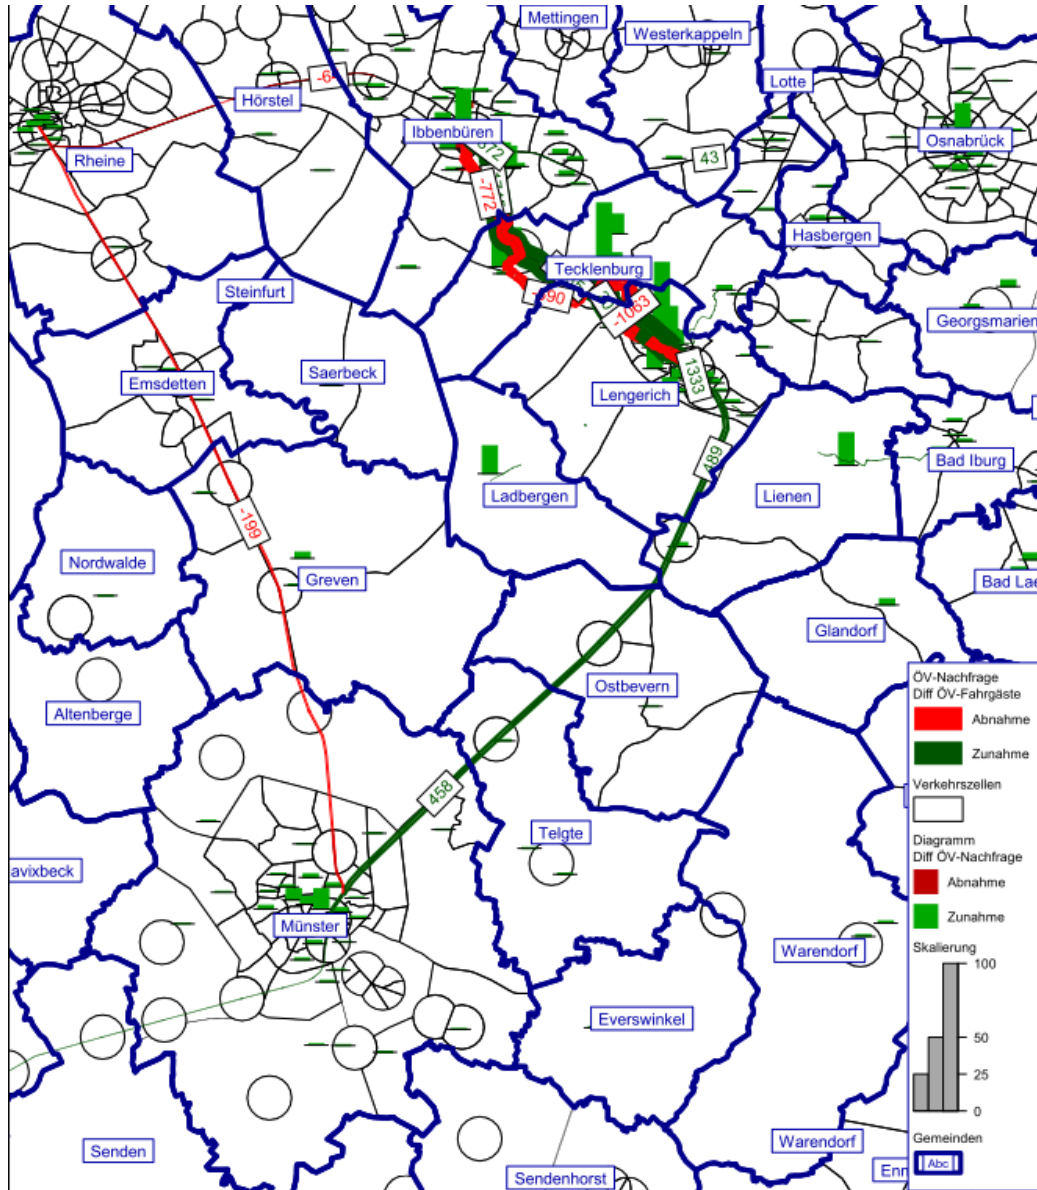 Mettingen
Westerkappeln
Lotte
-6
Hörstel
Ibbenbüren
Osnabrück
Rheine
43
-772
Hasbergen
Tecklenburg
Steinfurt
-1063
Georgsmarien
Saerbeck
Emsdetten
Lengerich
1333
489
Bad Iburg
Ladbergen
Lienen
-199
Nordwalde
Greven
Bad Lae
Glandorf
Ostbevern
Altenberge
458
Telgte
avixbeck
Münster
Warendorf
Everswinkel
Senden
Warendorf
Sendenhorst
Enn
ÖV-Nachfrage
Diff ÖV-Fahrgäste
Abnahme
Zunahme
Verkehrszellen
Diagramm
Diff ÖV-Nachfrage
Abnahme
Zunahme
Skalierung
100
50
25
0
Gemeinden
Abc